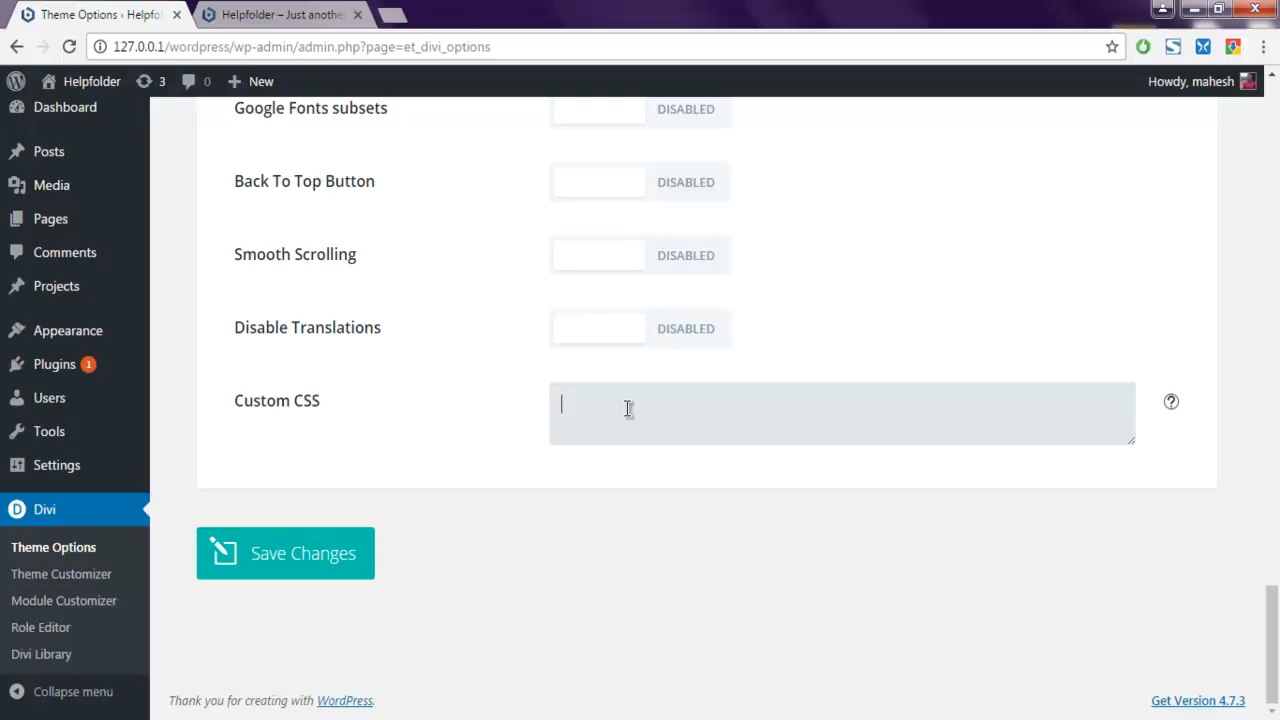 Theme Options ‹ Helpfol
Helpfolder – Just anothe
127.0.0.1/wordpress/wp-admin/admin.php?page=et_divi_options
Helpfolder 3 0 New
Howdy, mahesh
Dashboard
Posts
Media
Pages
Comments
Projects
Appearance
Plugins 1
Users
Tools
Settings
Divi
Theme Options
Theme Customizer
Module Customizer
Role Editor
Divi Library
Collapse menu
Google Fonts subsets DISABLED
Back To Top Button DISABLED
Smooth Scrolling DISABLED
Disable Translations DISABLED
Custom CSS
Save Changes
Thank you for creating with WordPress.
Get Version 4.7.3